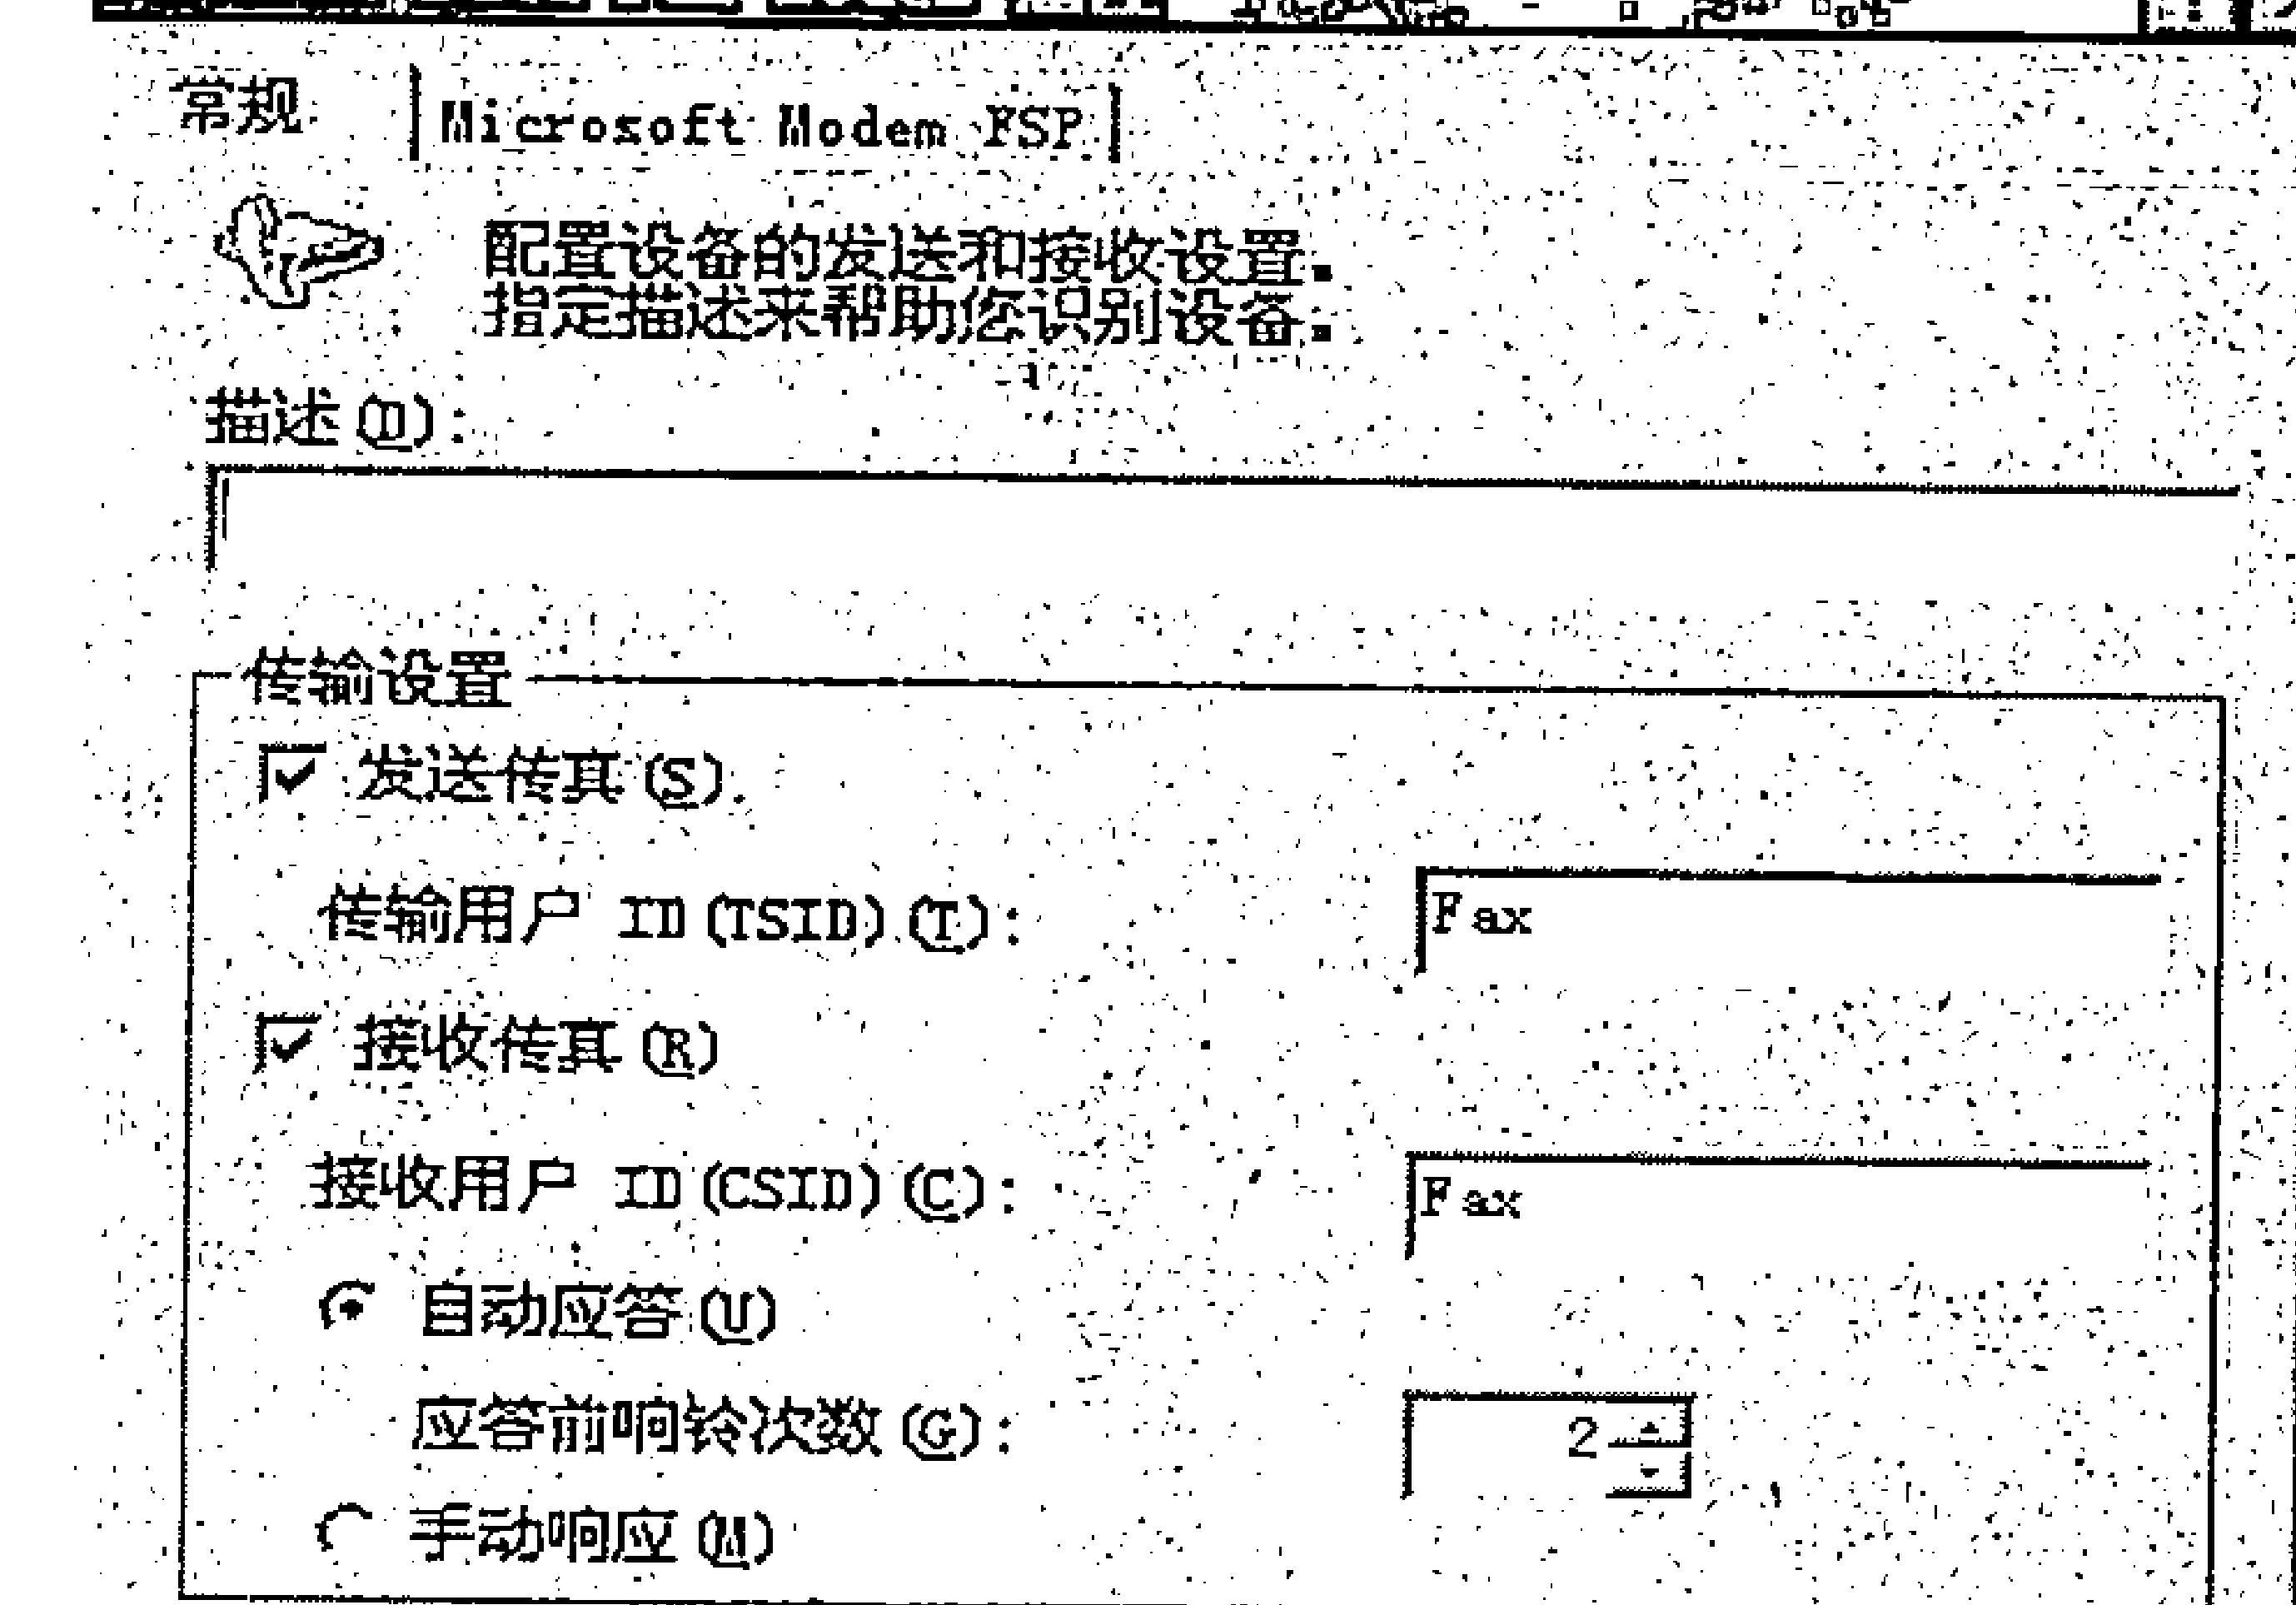 常规 Microsoft Modem FSP
配置设备的发送和接收设置。
指定描述来帮助您识别设备。
描述(D):
传输设置
发送传真(S)
传输用户 ID(TSID)(T): Fax
接收传真(R)
接收用户 ID(CSID)(C): Fax
自动应答(U)
应答前响铃次数(G): 2
手动响应(M)